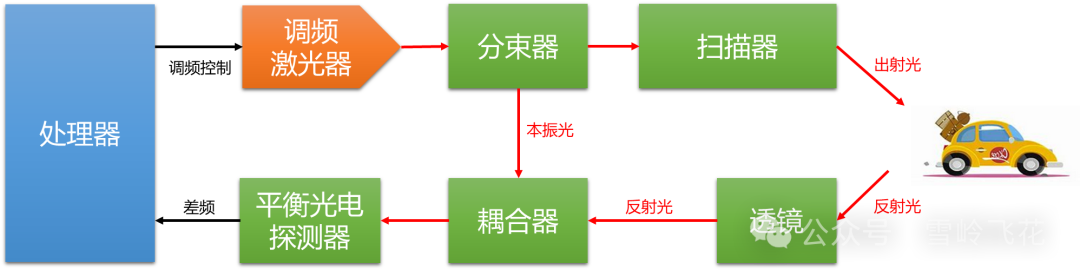 处理器
调频控制
调频
激光器
分束器
扫描器
出射光
本振光
差频
平衡光电
探测器
耦合器
反射光
透镜
反射光
公众号
雪岭飞花